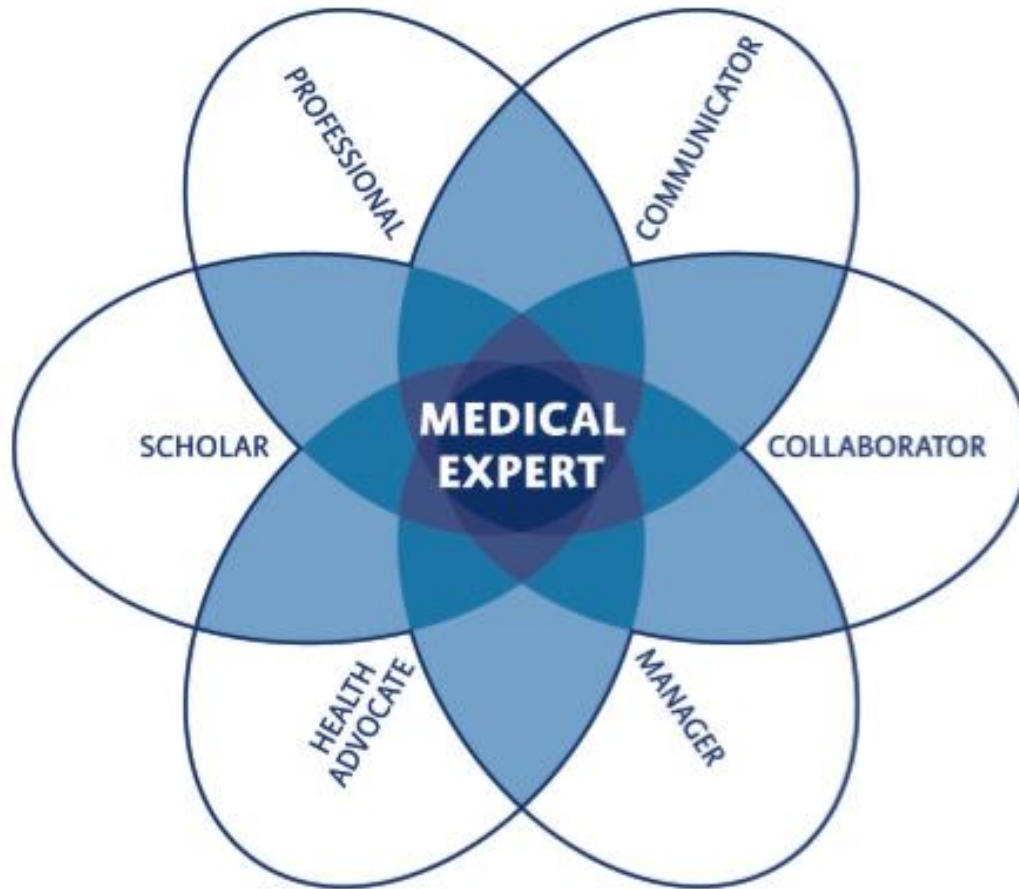 PROFESSIONAL
COMMUNICATOR
SCHOLAR
MEDICAL
EXPERT
COLLABORATOR
HEALTH
ADVOCATE
MANAGER